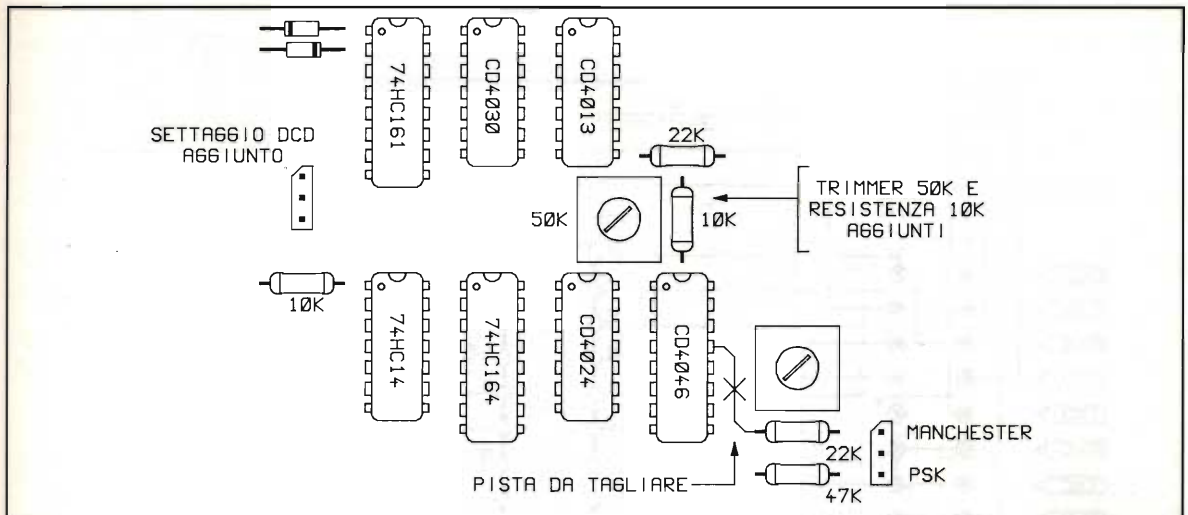 74HC161
CD4030
CD4013
SETTAGGIO DCD
AGGIUNTO
22K
50K
10K
TRIMMER 50K E
RESISTENZA 10K
AGGIUNTI
10K
74HC14
74HC164
CD4024
CD4046
MANCHESTER
22K
PSK
PISTA DA TAGLIARE
47K